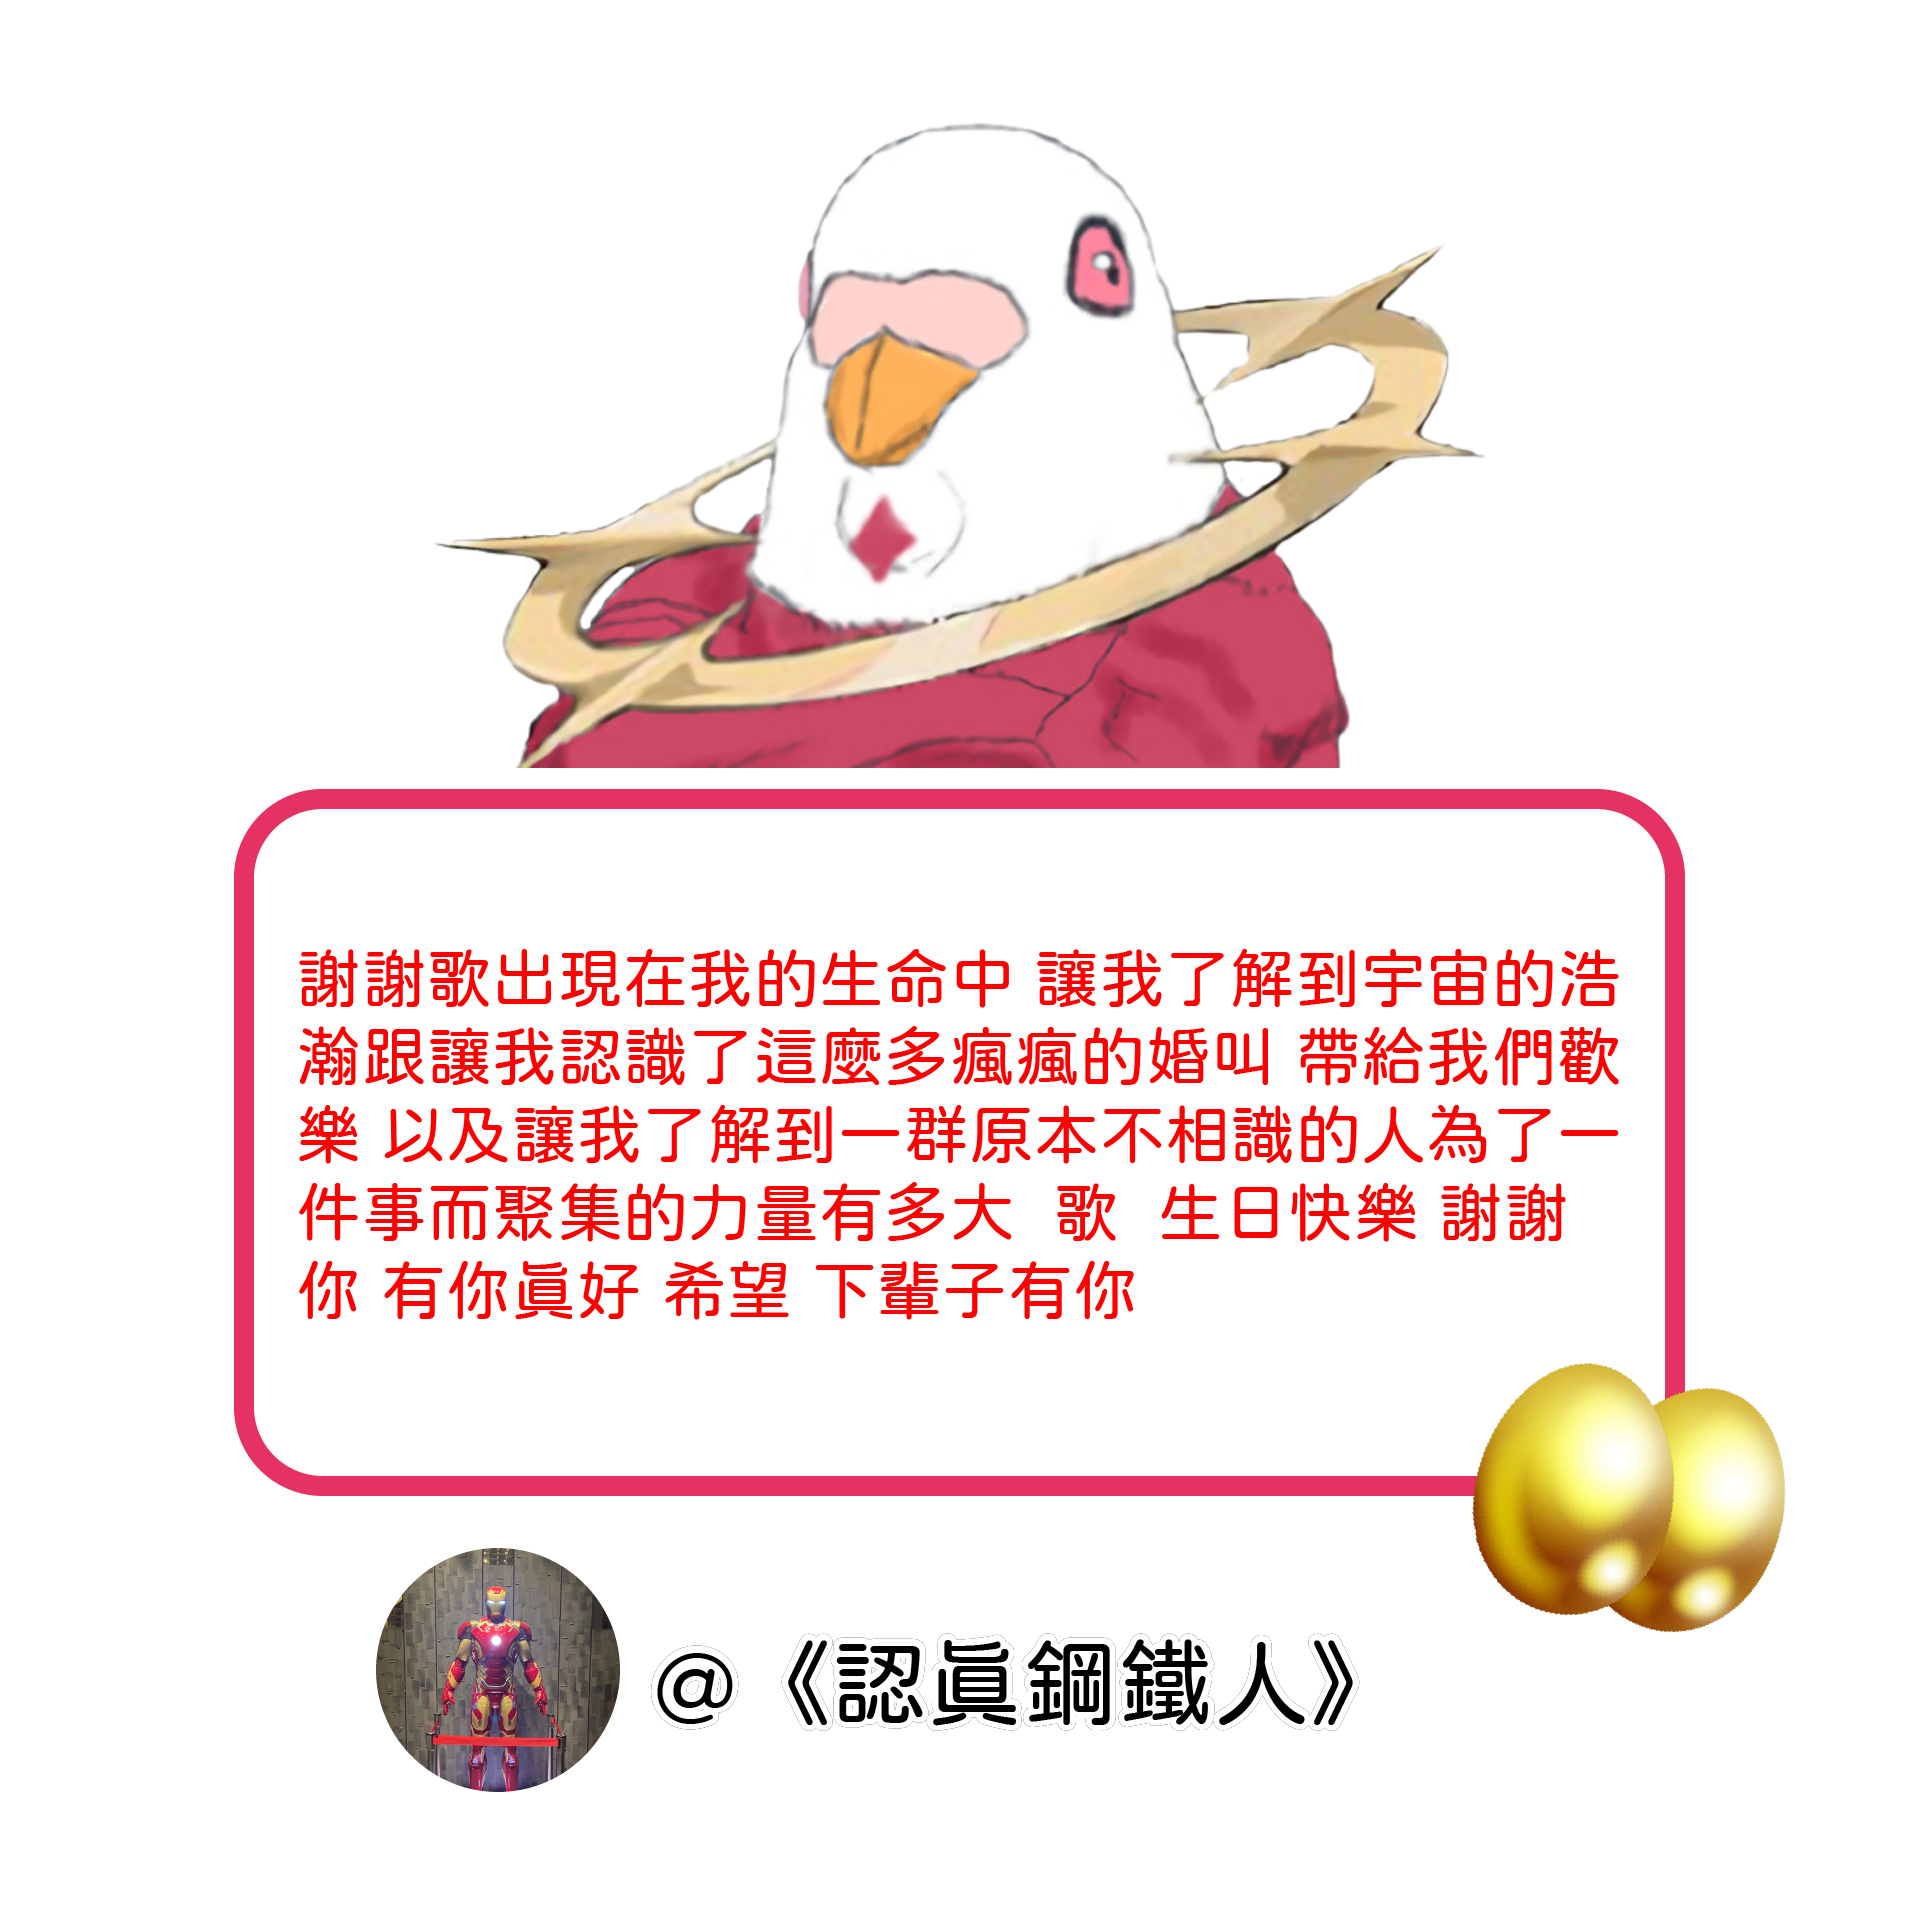 謝謝歌出現在我的生命中 讓我了解到宇宙的浩
瀚跟讓我認識了這麼多瘋瘋的婚叫 帶給我們歡
樂 以及讓我了解到一群原本不相識的人為了一
件事而聚集的力量有多大  歌  生日快樂 謝謝
你 有你眞好 希望 下輩子有你
@《認眞鋼鐵人》